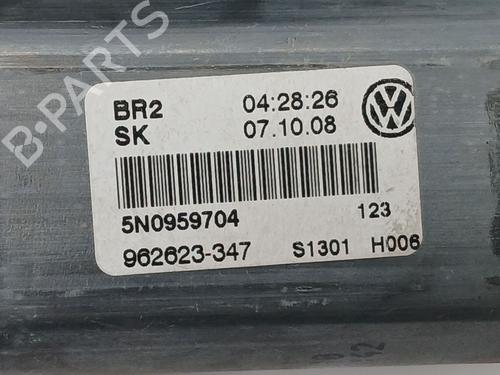 B-PARTS
BR2 04:28:26
SK 07.10.08
5N0959704 123
962623-347 S1301 H006